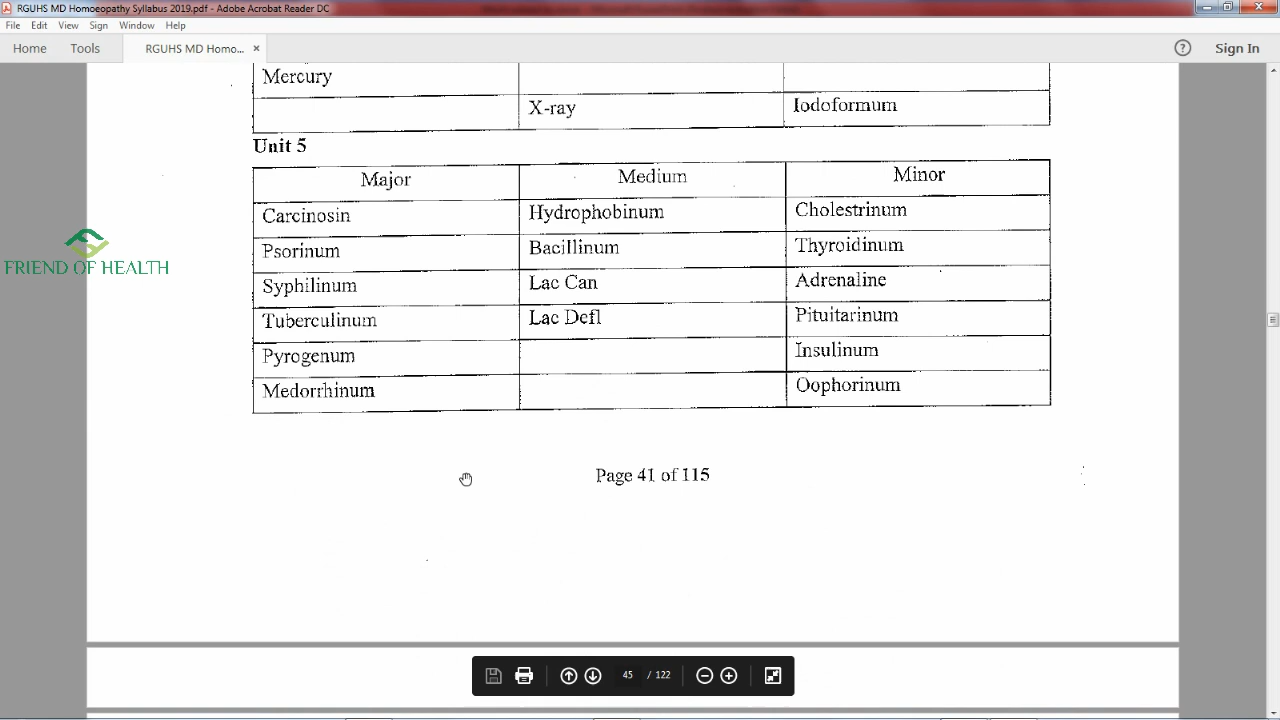 RGUHS MD Homoeopathy Syllabus 2019.pdf - Adobe Acrobat Reader DC
File Edit View Sign Window Help
Home Tools RGUHS MD Homo... × ? Sign In
Mercury
X-ray Iodoformum
Unit 5
Major Medium Minor
Carcinosin Hydrophobinum Cholestrinum
Psorinum Bacillinum Thyroidinum
Syphilinum Lac Can Adrenaline
Tuberculinum Lac Defl Pituitarinum
Pyrogenum Insulinum
Medorrhinum Oophorinum
FRIEND OF HEALTH
Page 41 of 115
45 / 122